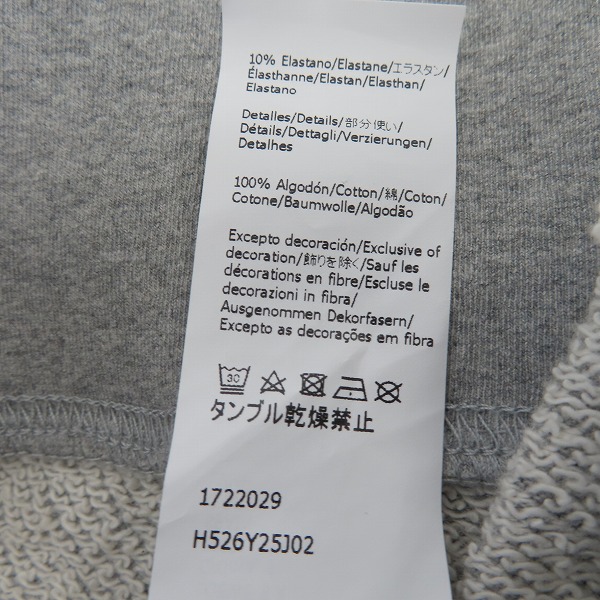 10% Elastano/Elastane/エラスタン/
Élasthanne/Elastan/Elasthan/
Elastano
Detalles/Details/部分使い/
Détails/Dettagli/Verzierungen/
Detalhes
100% Algodón/Cotton/綿/Coton/
Cotone/Baumwolle/Algodão
Excepto decoración/Exclusive of
decoration/飾りを除く/Sauf les
décorations en fibre/Escluse le
decorazioni in fibra/
Ausgenommen Dekorfasern/
Excepto as decorações em fibra
30
タンブル乾燥禁止
1722029
H526Y25J02